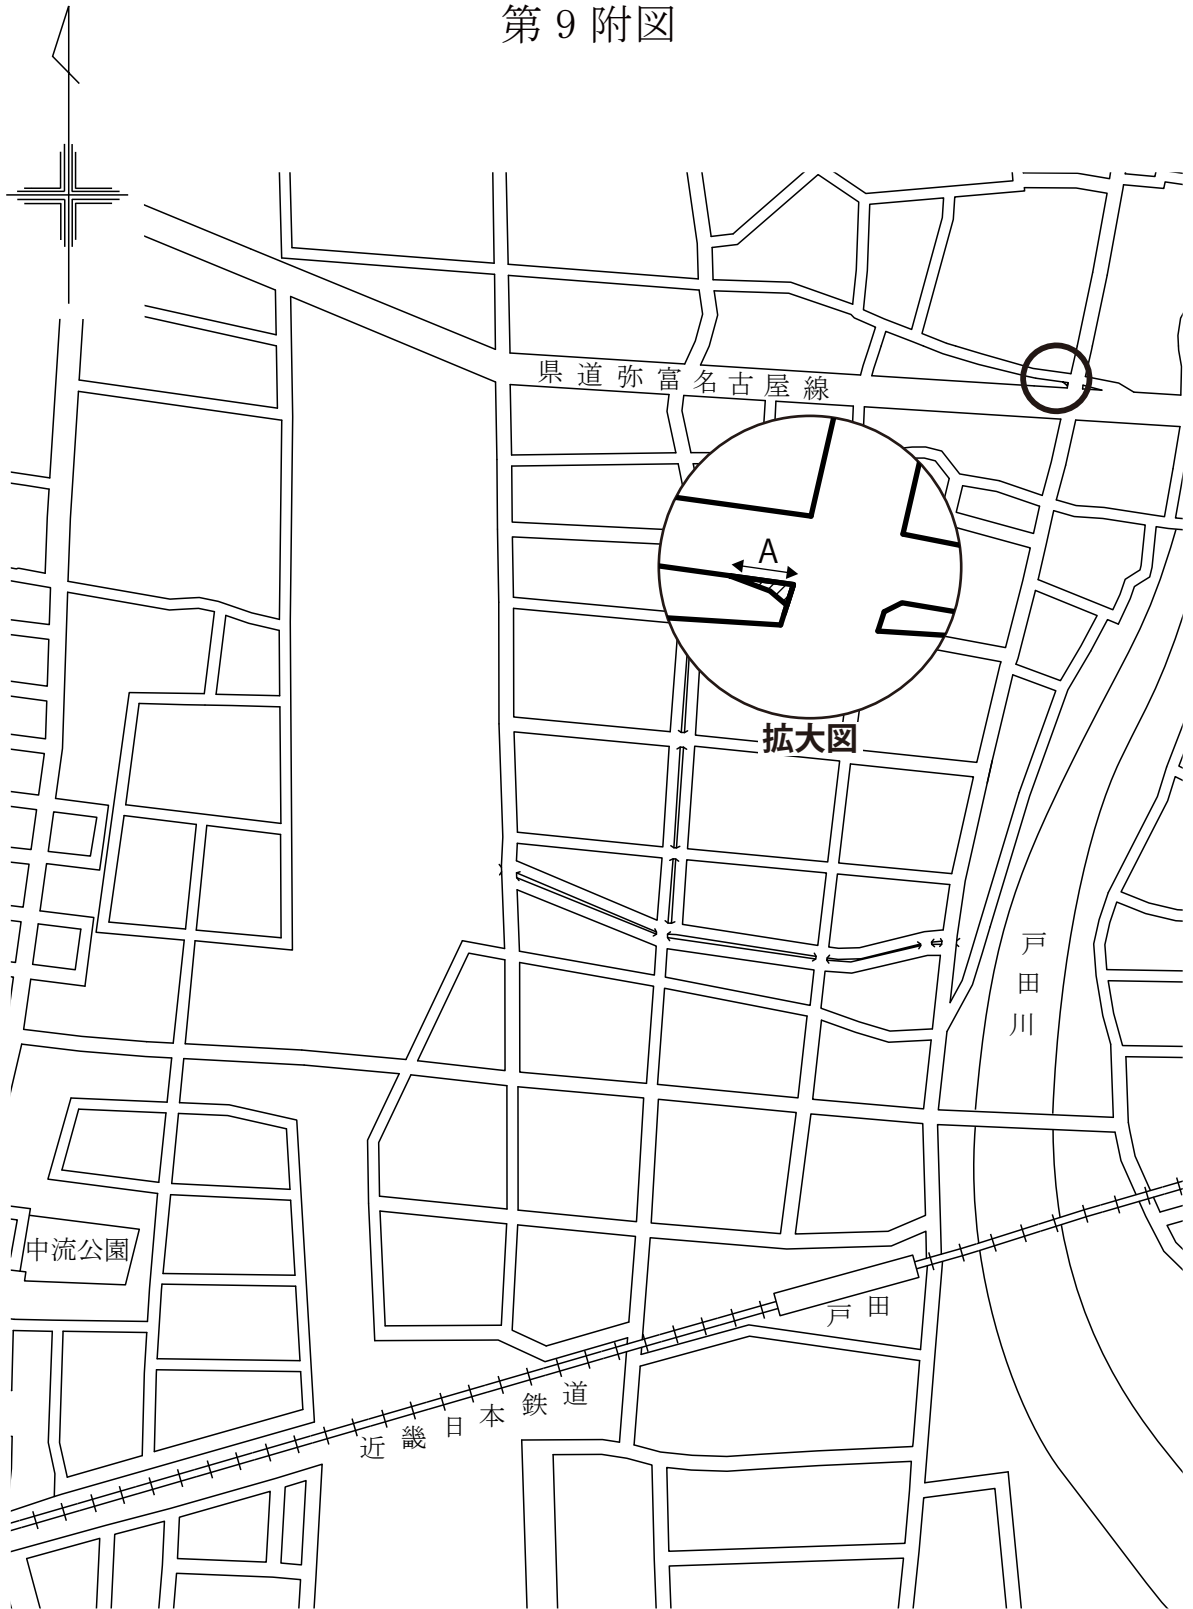 第９附図
県道弥富名古屋線
A
拡大図
戸田川
中流公園
戸田
近畿日本鉄道